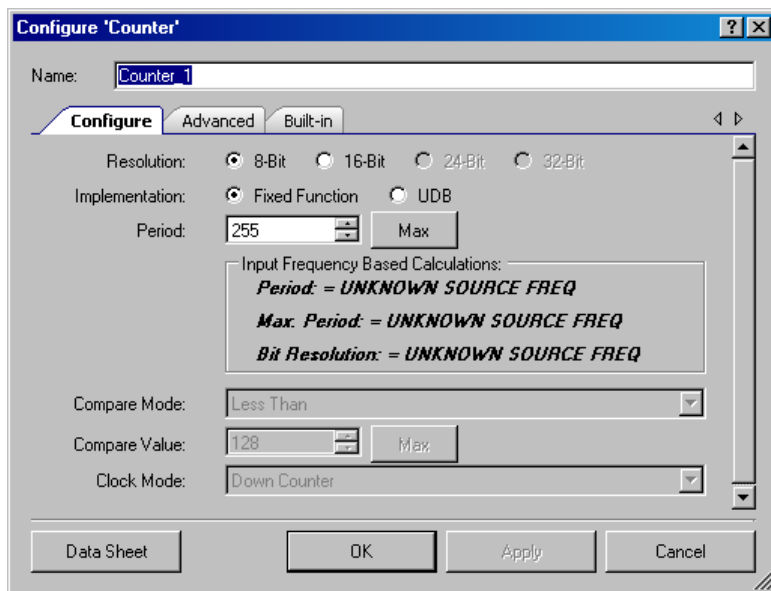 Configure 'Counter'
Name: Counter_1
Configure Advanced Built-in
Resolution: 8-Bit 16-Bit 24-Bit 32-Bit
Implementation: Fixed Function UDB
Period: 255 Max
Input Frequency Based Calculations:
Period: = UNKNOWN SOURCE FREQ
Max. Period: = UNKNOWN SOURCE FREQ
Bit Resolution: = UNKNOWN SOURCE FREQ
Compare Mode: Less Than
Compare Value: 128 Max
Clock Mode: Down Counter
Data Sheet OK Apply Cancel